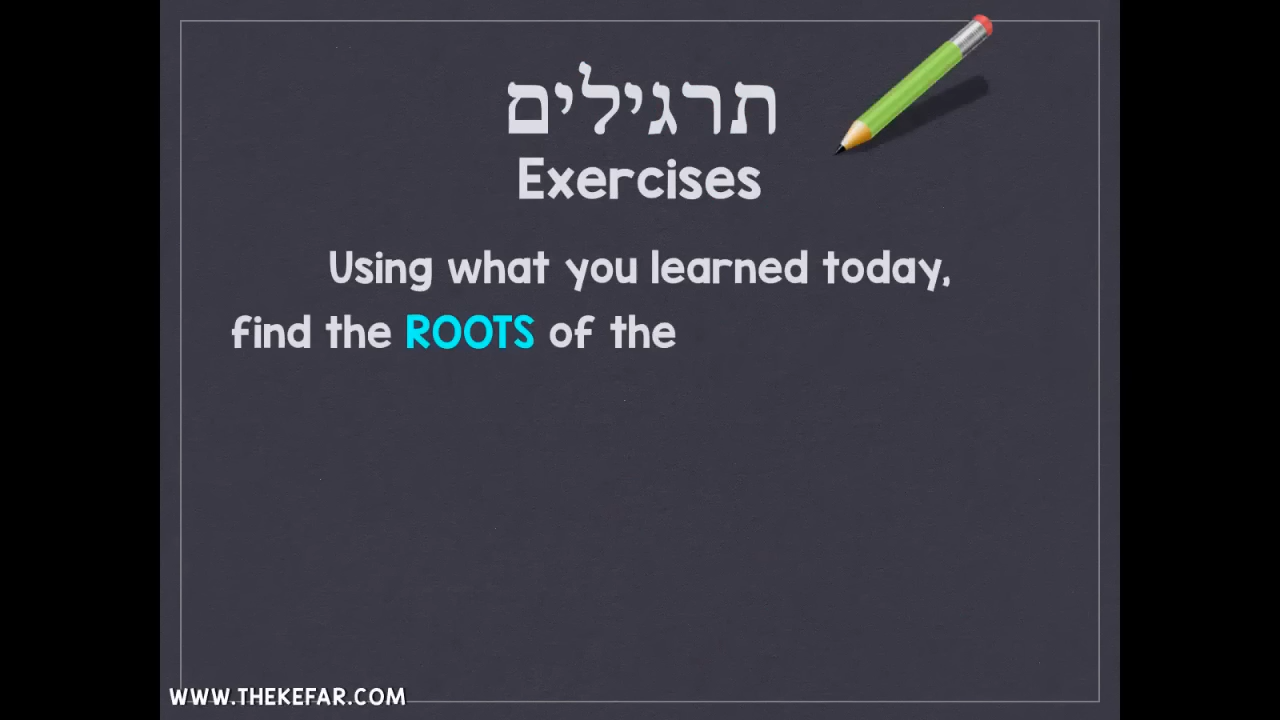 תרגילים
Exercises
Using what you learned today,
find the ROOTS of the
WWW.THEKEFAR.COM